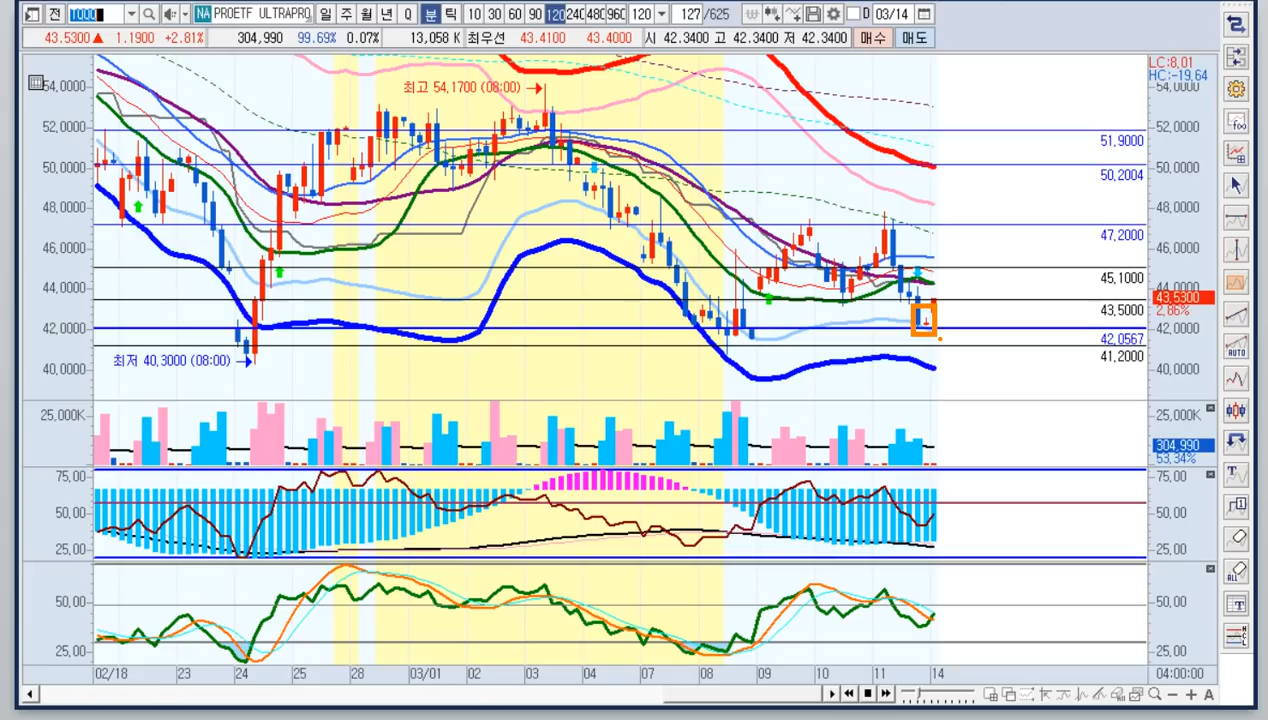 전 TQQQ NA PROETF ULTRAPRO 일 주 월 년 Q 분 틱 10 30 60 90 120 240 480 960 120 127 /625 D 03/14
43.5300 ▲ 1.1900 +2.81% 304,990 99.69% 0.07% 13,058 K 최우선 43.4100 43.4000 시 42.3400 고 42.3400 저 42.3400 매수 매도
LC:8,01
HC:-19,64
54,0000 최고 54,1700 (08:00) → 54,0000
52,0000 52,0000
51,9000
50,0000 50,0000
50,2004
48,0000 48,0000
47,2000
46,0000 46,0000
45,1000
44,0000 44,0000
43,5300
2,86%
43,5000
42,0000 42,0000
42,0567
41,2000
최저 40,3000 (08:00) →
40,0000 40,0000
25,000K 25,000K
304,990
53,34%
75,00 75,00
50,00 50,00
25,00 25,00
50,00 50,00
25,00 25,00
02/18 23 24 25 28 03/01 02 03 04 07 08 09 10 11 14 04:00:00
A
f(x)
AUTO
T
1
ALL
T
H
C
L